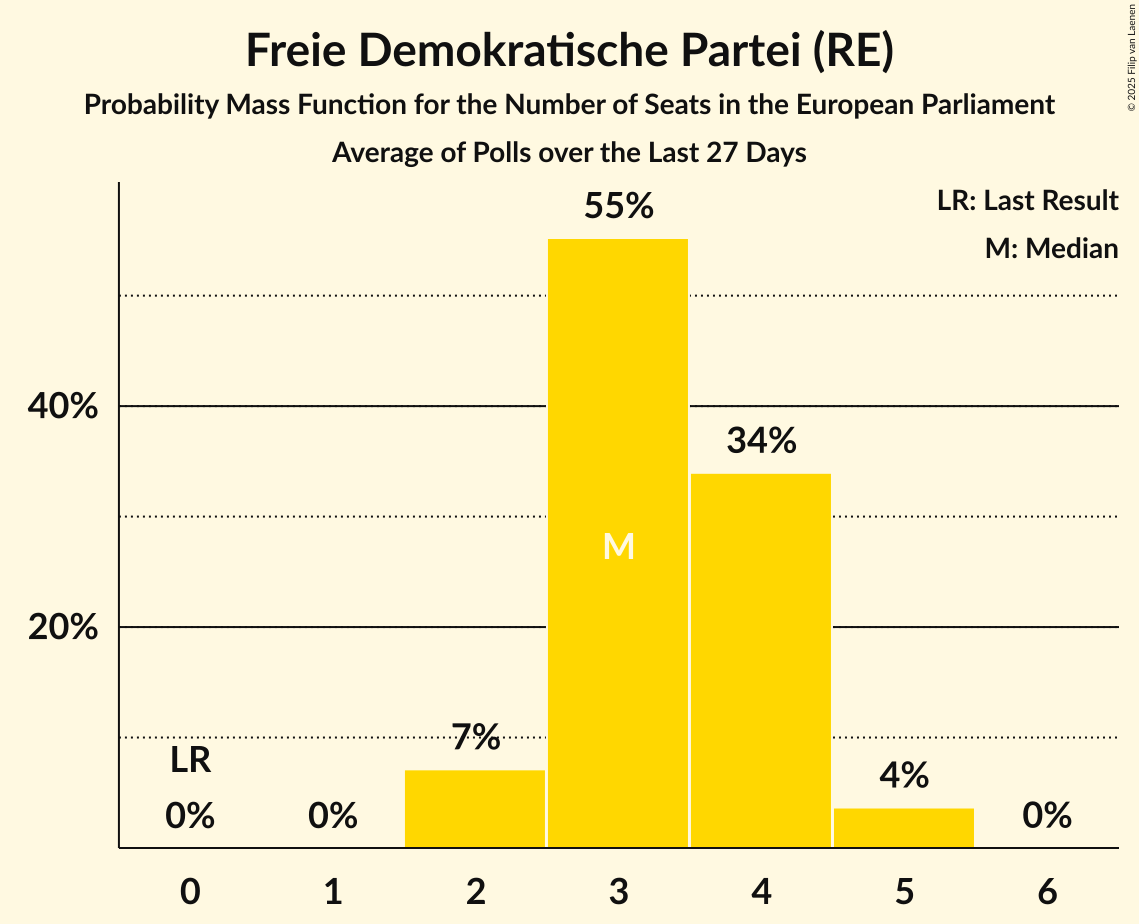 Freie Demokratische Partei (RE)
Probability Mass Function for the Number of Seats in the European Parliament
Average of Polls over the Last 27 Days
© 2025 Filip van Laenen
LR: Last Result
M: Median
55%
40%
34%
M
20%
7%
LR
4%
0%
0%
0%
0 1 2 3 4 5 6